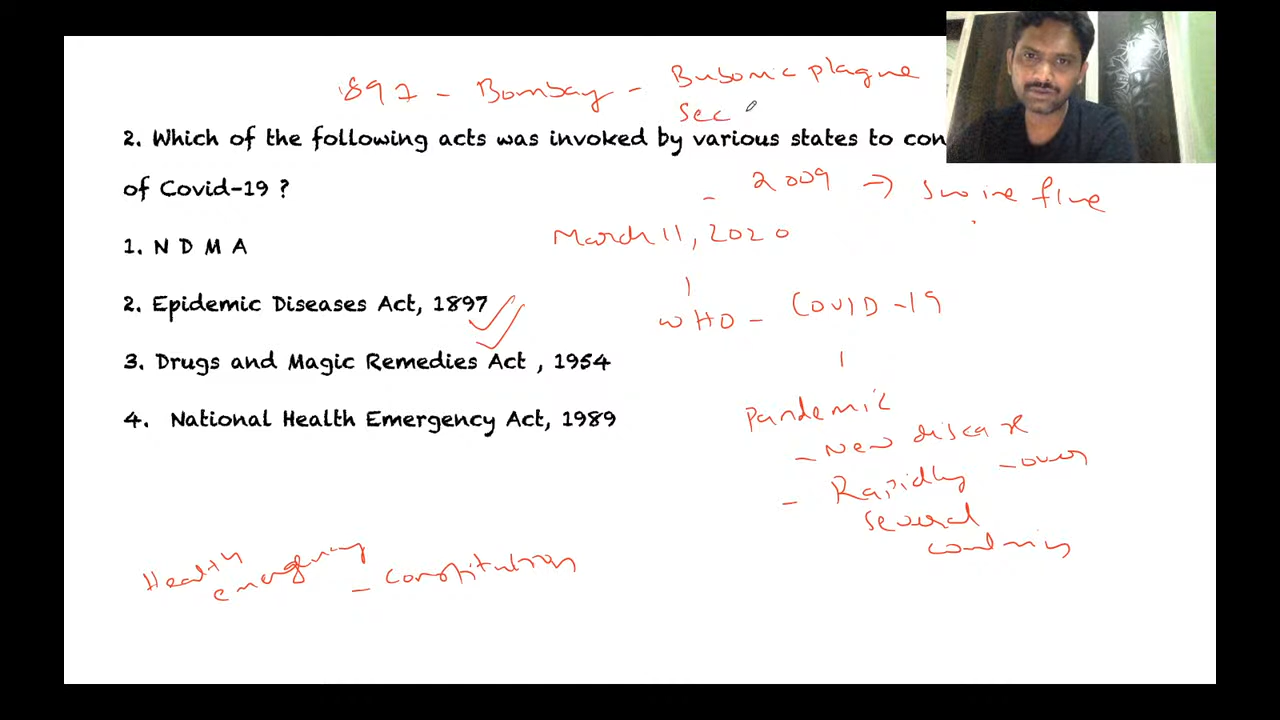 1897 - Bombay - Bubonic plague
Sec
2. Which of the following acts was invoked by various states to con
of Covid-19 ?
- 2009 → Swine flue
March 11, 2020
1. N D M A
2. Epidemic Diseases Act, 1897
WHO - COVID-19
3. Drugs and Magic Remedies Act , 1954
Pandemic
4. National Health Emergency Act, 1989
- New disease
- Rapidly - over
several
Health
emergency - Constitution